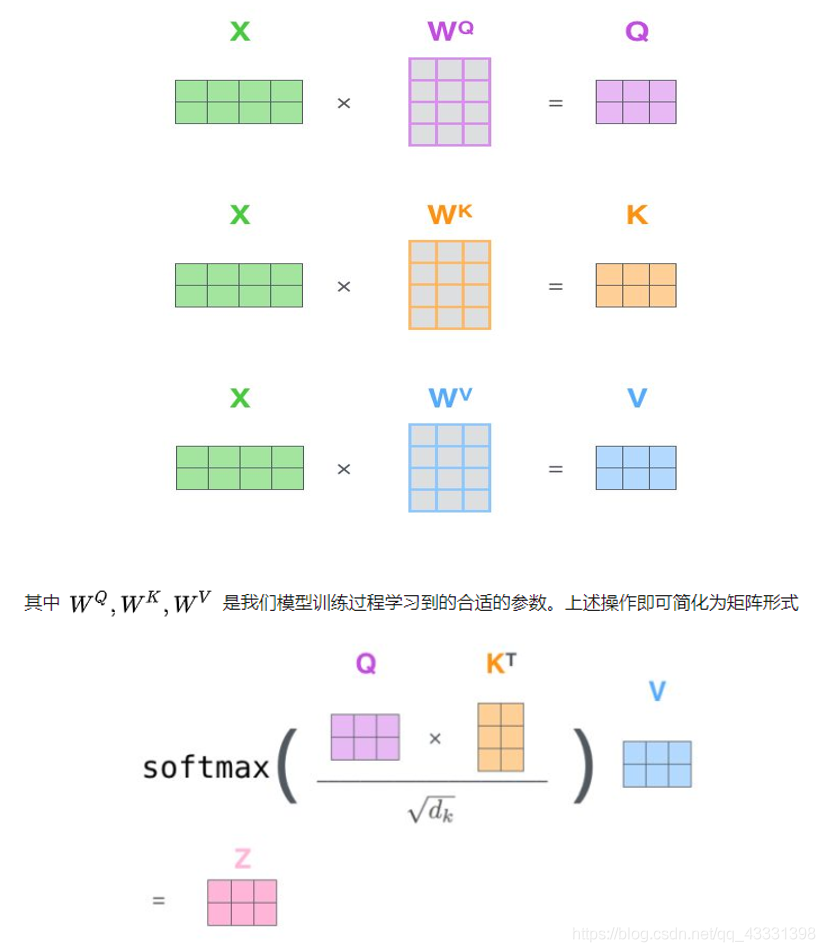 X W^Q Q
× =
X W^K K
× =
X W^V V
× =
其中 W^Q, W^K, W^V 是我们模型训练过程学习到的合适的参数。上述操作即可简化为矩阵形式
Q K^T V
softmax( × )
√d_k
Z
=
https://blog.csdn.net/qq_43331398